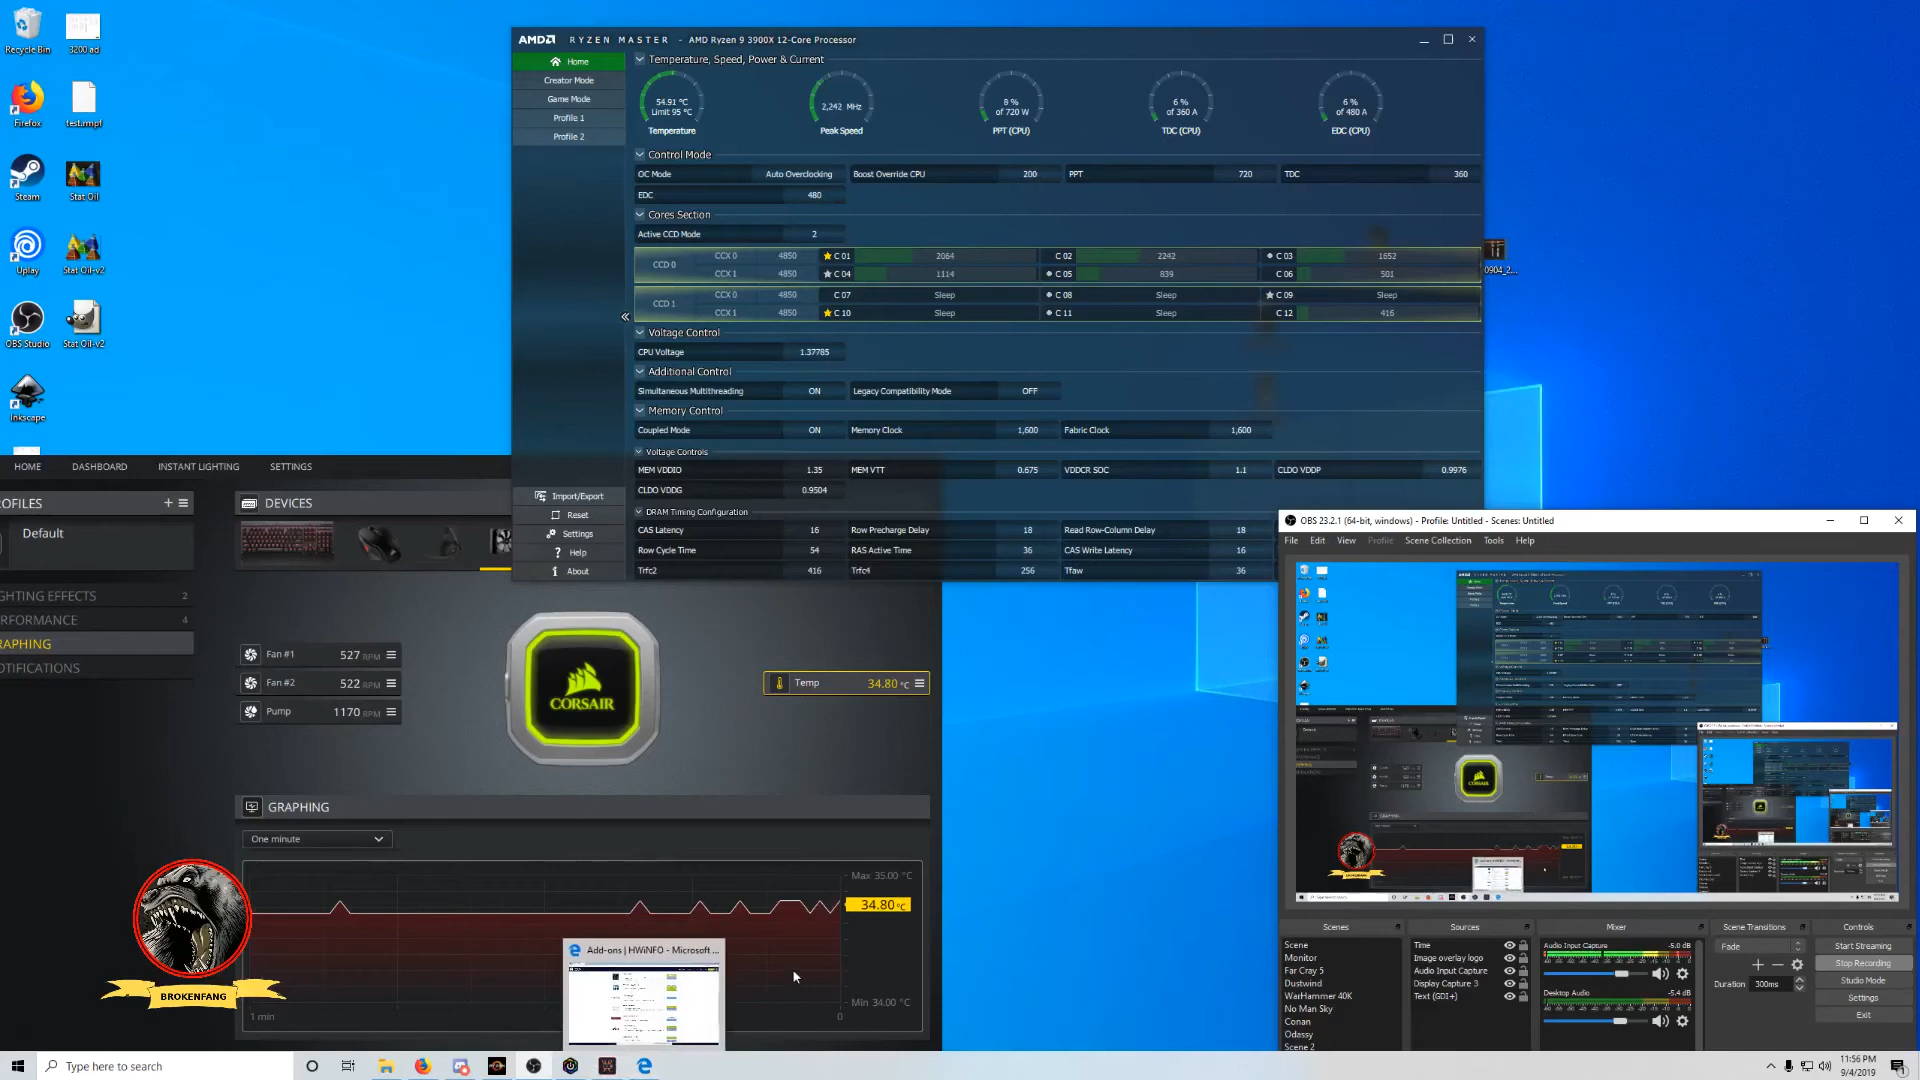 Recycle Bin
3200 ad
Firefox
test.rmpf
Steam
Stat Oil
Uplay
Stat Oil-v2
OBS Studio
Stat Oil-v2
Inkscape
0904_2...
AMD RYZEN MASTER - AMD Ryzen 9 3900X 12-Core Processor
Home
Creator Mode
Game Mode
Profile 1
Profile 2
Import/Export
Reset
Settings
Help
About
Temperature, Speed, Power & Current
54.91 °C
Limit 95 °C
Temperature
2,242 MHz
Peak Speed
8 %
of 720 W
PPT (CPU)
6 %
of 360 A
TDC (CPU)
6 %
of 480 A
EDC (CPU)
Control Mode
OC Mode Auto Overclocking Boost Override CPU 200 PPT 720 TDC 360
EDC 480
Cores Section
Active CCD Mode 2
CCD 0
CCX 0 4850 C 01 2064 C 02 2242 C 03 1652
CCX 1 4850 C 04 1114 C 05 839 C 06 501
CCD 1
CCX 0 4850 C 07 Sleep C 08 Sleep C 09 Sleep
CCX 1 4850 C 10 Sleep C 11 Sleep C 12 416
Voltage Control
CPU Voltage 1.37785
Additional Control
Simultaneous Multithreading ON Legacy Compatibility Mode OFF
Memory Control
Coupled Mode ON Memory Clock 1,600 Fabric Clock 1,600
Voltage Controls
MEM VDDIO 1.35 MEM VTT 0.675 VDDCR SOC 1.1 CLDO VDDP 0.9976
CLDO VDDG 0.9504
DRAM Timing Configuration
CAS Latency 16 Row Precharge Delay 18 Read Row-Column Delay 18
Row Cycle Time 54 RAS Active Time 36 CAS Write Latency 16
Trfc2 416 Trfc4 256 Tfaw 36
HOME DASHBOARD INSTANT LIGHTING SETTINGS
OFILES
Default
GHTING EFFECTS 2
RFORMANCE 4
RAPHING
OTIFICATIONS
DEVICES
Fan #1 527 RPM
Fan #2 522 RPM
Pump 1170 RPM
CORSAIR
Temp 34.80 °C
GRAPHING
One minute
Max 35.00 °C
34.80 °C
Min 34.00 °C
1 min 0
BROKENFANG
Add-ons | HWiNFO - Microsoft ...
OBS 23.2.1 (64-bit, windows) - Profile: Untitled - Scenes: Untitled
File Edit View Profile Scene Collection Tools Help
Scenes
Scene
Monitor
Far Cray 5
Dustwind
WarHammer 40K
No Man Sky
Conan
Odassy
Scene 2
Sources
Time
Image overlay logo
Audio Input Capture
Display Capture 3
Text (GDI+)
Mixer
Audio Input Capture -5.0 dB
Desktop Audio -5.4 dB
Scene Transitions
Fade
Duration 300ms
Controls
Start Streaming
Stop Recording
Studio Mode
Settings
Exit
Type here to search
11:56 PM
9/4/2019